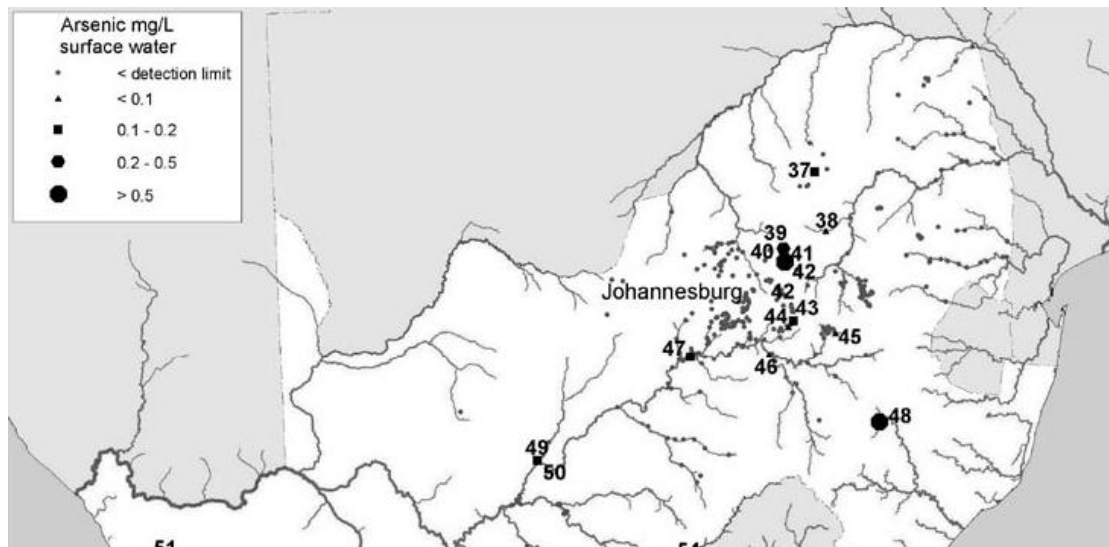 Arsenic mg/L
surface water
< detection limit
< 0.1
0.1 - 0.2
0.2 - 0.5
> 0.5
37
38
39
40 41
42
Johannesburg 42
43
44
45
46
47
48
49
50
51